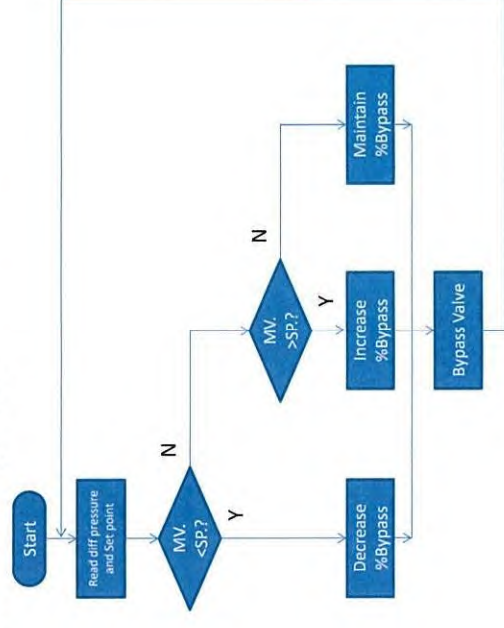 Start
Read diff pressure
and Set point
MV.
<SP.?
N
Y
MV.
>SP.?
N
Y
Decrease
%Bypass
Increase
%Bypass
Maintain
%Bypass
Bypass Valve